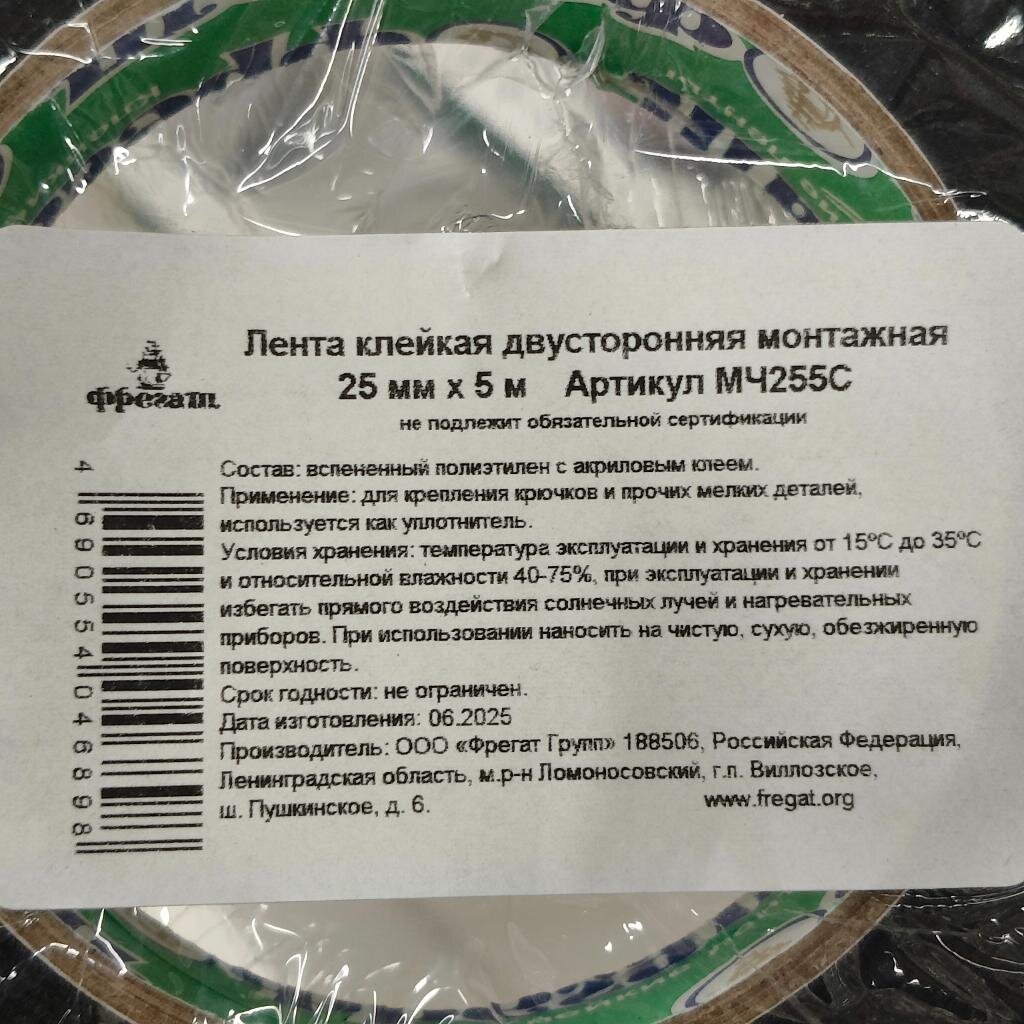 Фрегатъ
Лента клейкая двусторонняя монтажная
25 мм х 5 м Артикул МЧ255С
не подлежит обязательной сертификации
Состав: вспененный полиэтилен с акриловым клеем.
Применение: для крепления крючков и прочих мелких деталей,
используется как уплотнитель.
Условия хранения: температура эксплуатации и хранения от 15°С до 35°С
и относительной влажности 40-75%, при эксплуатации и хранении
избегать прямого воздействия солнечных лучей и нагревательных
приборов. При использовании наносить на чистую, сухую, обезжиренную
поверхность.
Срок годности: не ограничен.
Дата изготовления: 06.2025
Производитель: ООО «Фрегат Групп» 188506, Российская Федерация,
Ленинградская область, м.р-н Ломоносовский, г.п. Виллозское,
ш. Пушкинское, д. 6. www.fregat.org
4 690554 046898